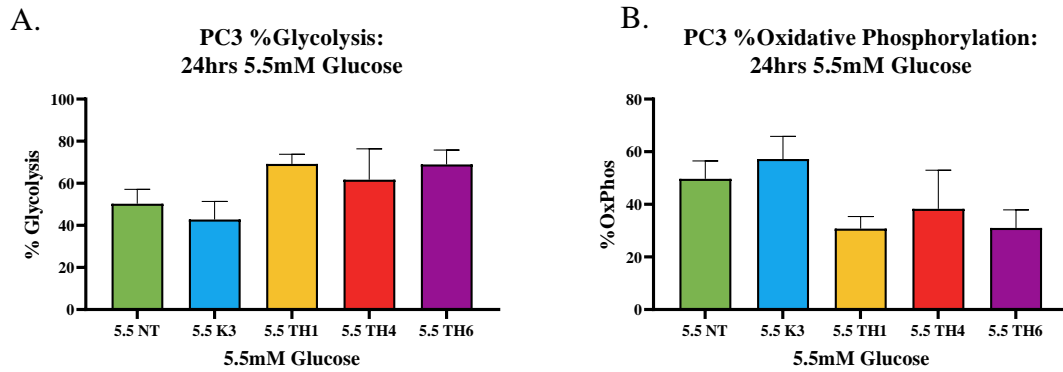 A.
PC3 %Glycolysis:
24hrs 5.5mM Glucose
% Glycolysis
100
80
60
40
20
0
5.5 NT 5.5 K3 5.5 TH1 5.5 TH4 5.5 TH6
5.5mM Glucose
B.
PC3 %Oxidative Phosphorylation:
24hrs 5.5mM Glucose
%OxPhos
80
60
40
20
0
5.5 NT 5.5 K3 5.5 TH1 5.5 TH4 5.5 TH6
5.5mM Glucose